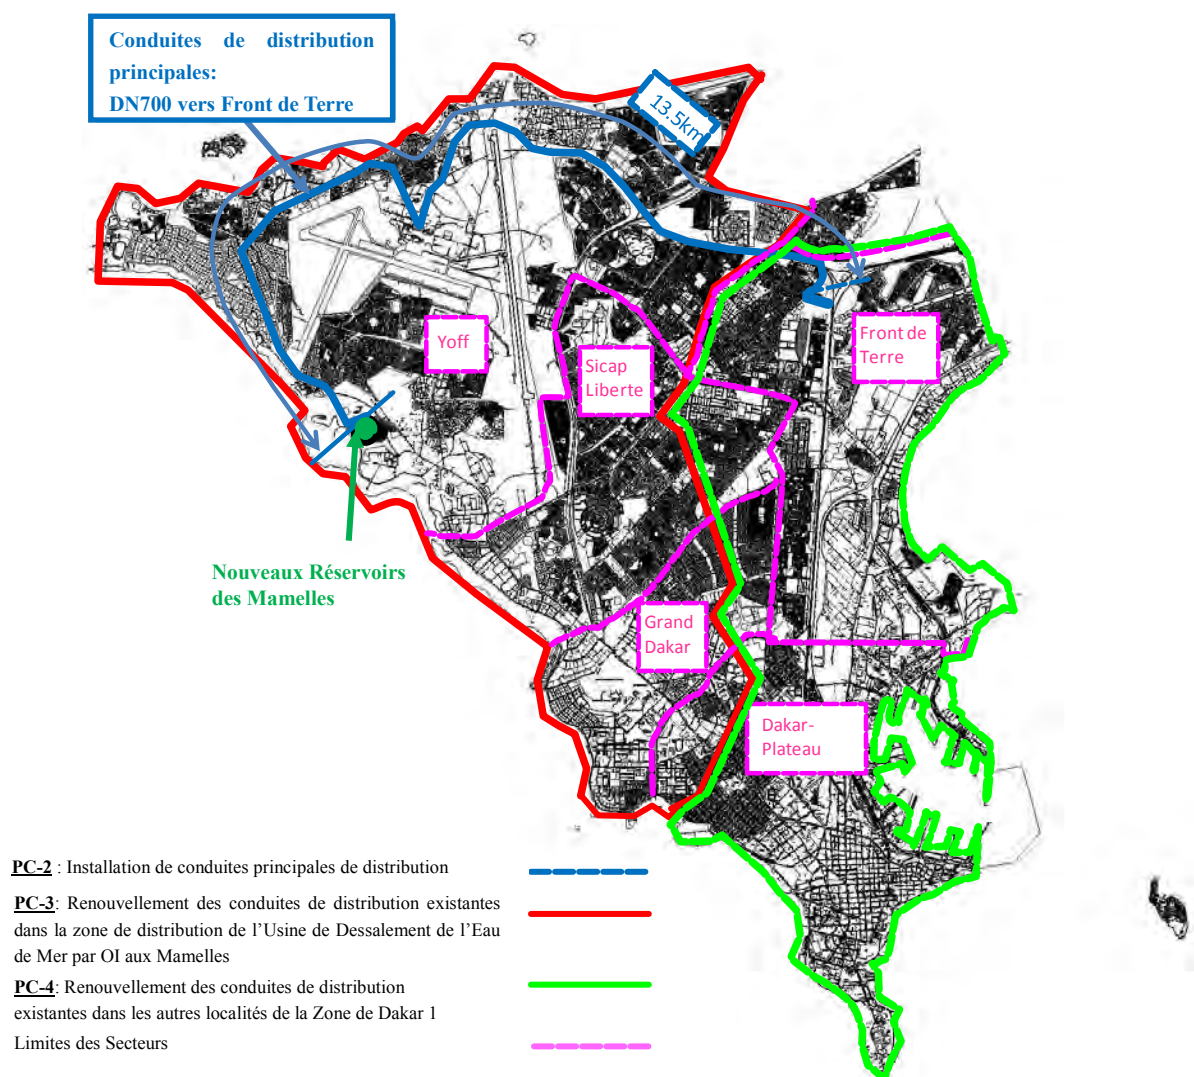 Conduites de distribution
principales:
DN700 vers Front de Terre
13.5km
Yoff
Sicap
Liberte
Front de
Terre
Nouveaux Réservoirs
des Mamelles
Grand
Dakar
Dakar-
Plateau
PC-2 : Installation de conduites principales de distribution
PC-3: Renouvellement des conduites de distribution existantes
dans la zone de distribution de l’Usine de Dessalement de l’Eau
de Mer par OI aux Mamelles
PC-4: Renouvellement des conduites de distribution
existantes dans les autres localités de la Zone de Dakar 1
Limites des Secteurs